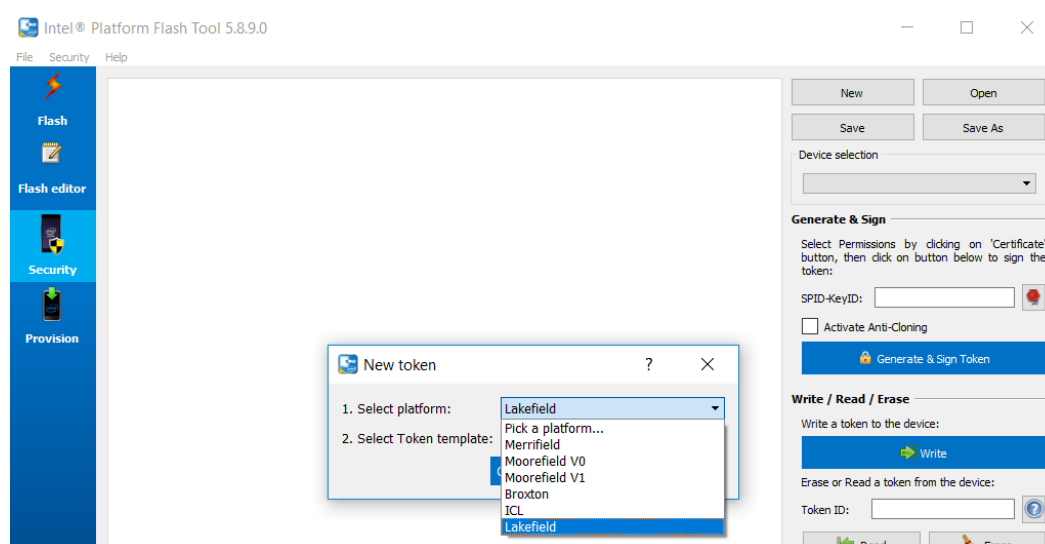 Intel® Platform Flash Tool 5.8.9.0
File Security Help
Flash
Flash editor
Security
Provision
New Open
Save Save As
Device selection
Generate & Sign
Select Permissions by clicking on 'Certificate'
button, then click on button below to sign the
token:
SPID-KeyID:
Activate Anti-Cloning
Generate & Sign Token
Write / Read / Erase
Write a token to the device:
Write
Erase or Read a token from the device:
Token ID:
Read Erase
New token
?
1. Select platform: Lakefield
2. Select Token template:
Pick a platform...
Merrifield
Moorefield V0
Moorefield V1
Broxton
ICL
Lakefield